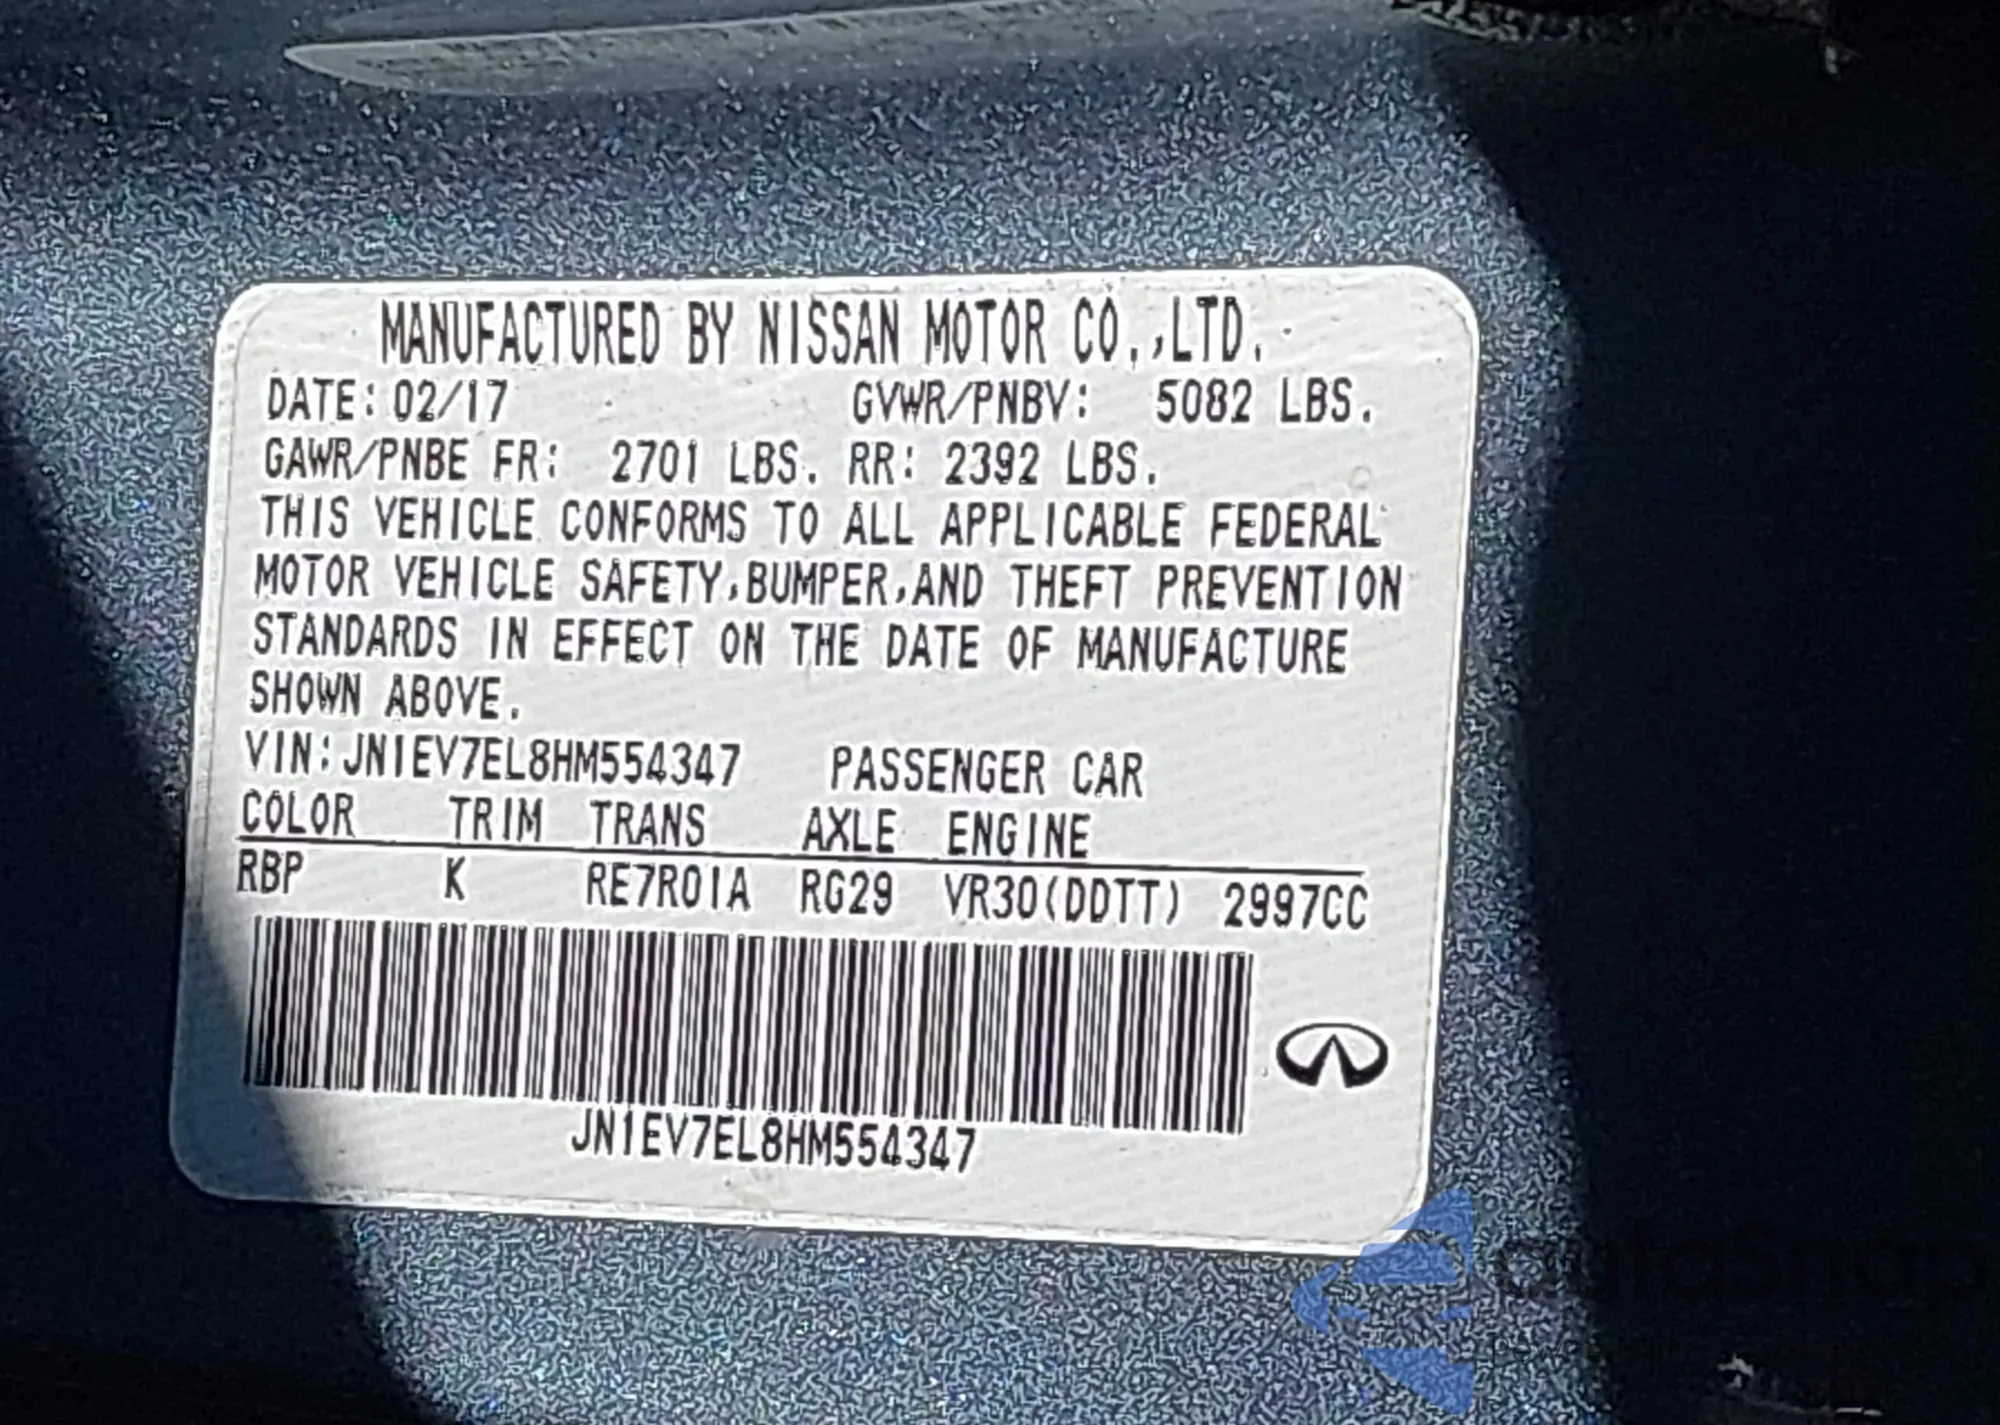 MANUFACTURED BY NISSAN MOTOR CO.,LTD.
DATE:02/17 GVWR/PNBV: 5082 LBS.
GAWR/PNBE FR: 2701 LBS. RR: 2392 LBS.
THIS VEHICLE CONFORMS TO ALL APPLICABLE FEDERAL
MOTOR VEHICLE SAFETY,BUMPER,AND THEFT PREVENTION
STANDARDS IN EFFECT ON THE DATE OF MANUFACTURE
SHOWN ABOVE.
VIN:JN1EV7EL8HM554347 PASSENGER CAR
COLOR TRIM TRANS AXLE ENGINE
RBP K RE7R01A RG29 VR30(DDTT) 2997CC
JN1EV7EL8HM554347